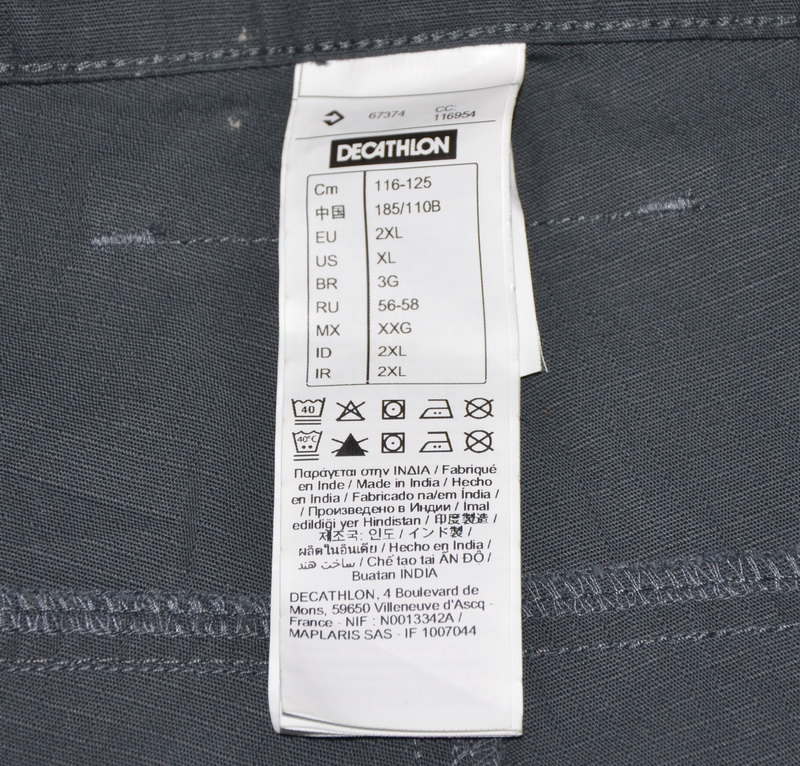 67374 CC:
116954
DECATHLON
Cm 116-125
中国 185/110B
EU 2XL
US XL
BR 3G
RU 56-58
MX XXG
ID 2XL
IR 2XL
40
40°C
Παράγεται στην ΙΝΔΙΑ / Fabriqué
en Inde / Made in India / Hecho
en India / Fabricado na/em Índia /
/ Произведено в Индии / Imal
edildiği yer Hindistan / 印度製造 /
제조국: 인도 / インド製 /
ผลิตในอินเดีย / Hecho en India /
ساخت هند / Chế tao tai ẤN ĐỘ /
Buatan INDIA
DECATHLON, 4 Boulevard de
Mons, 59650 Villeneuve d'Ascq -
France - NIF : N0013342A /
MAPLARIS SAS - IF 1007044